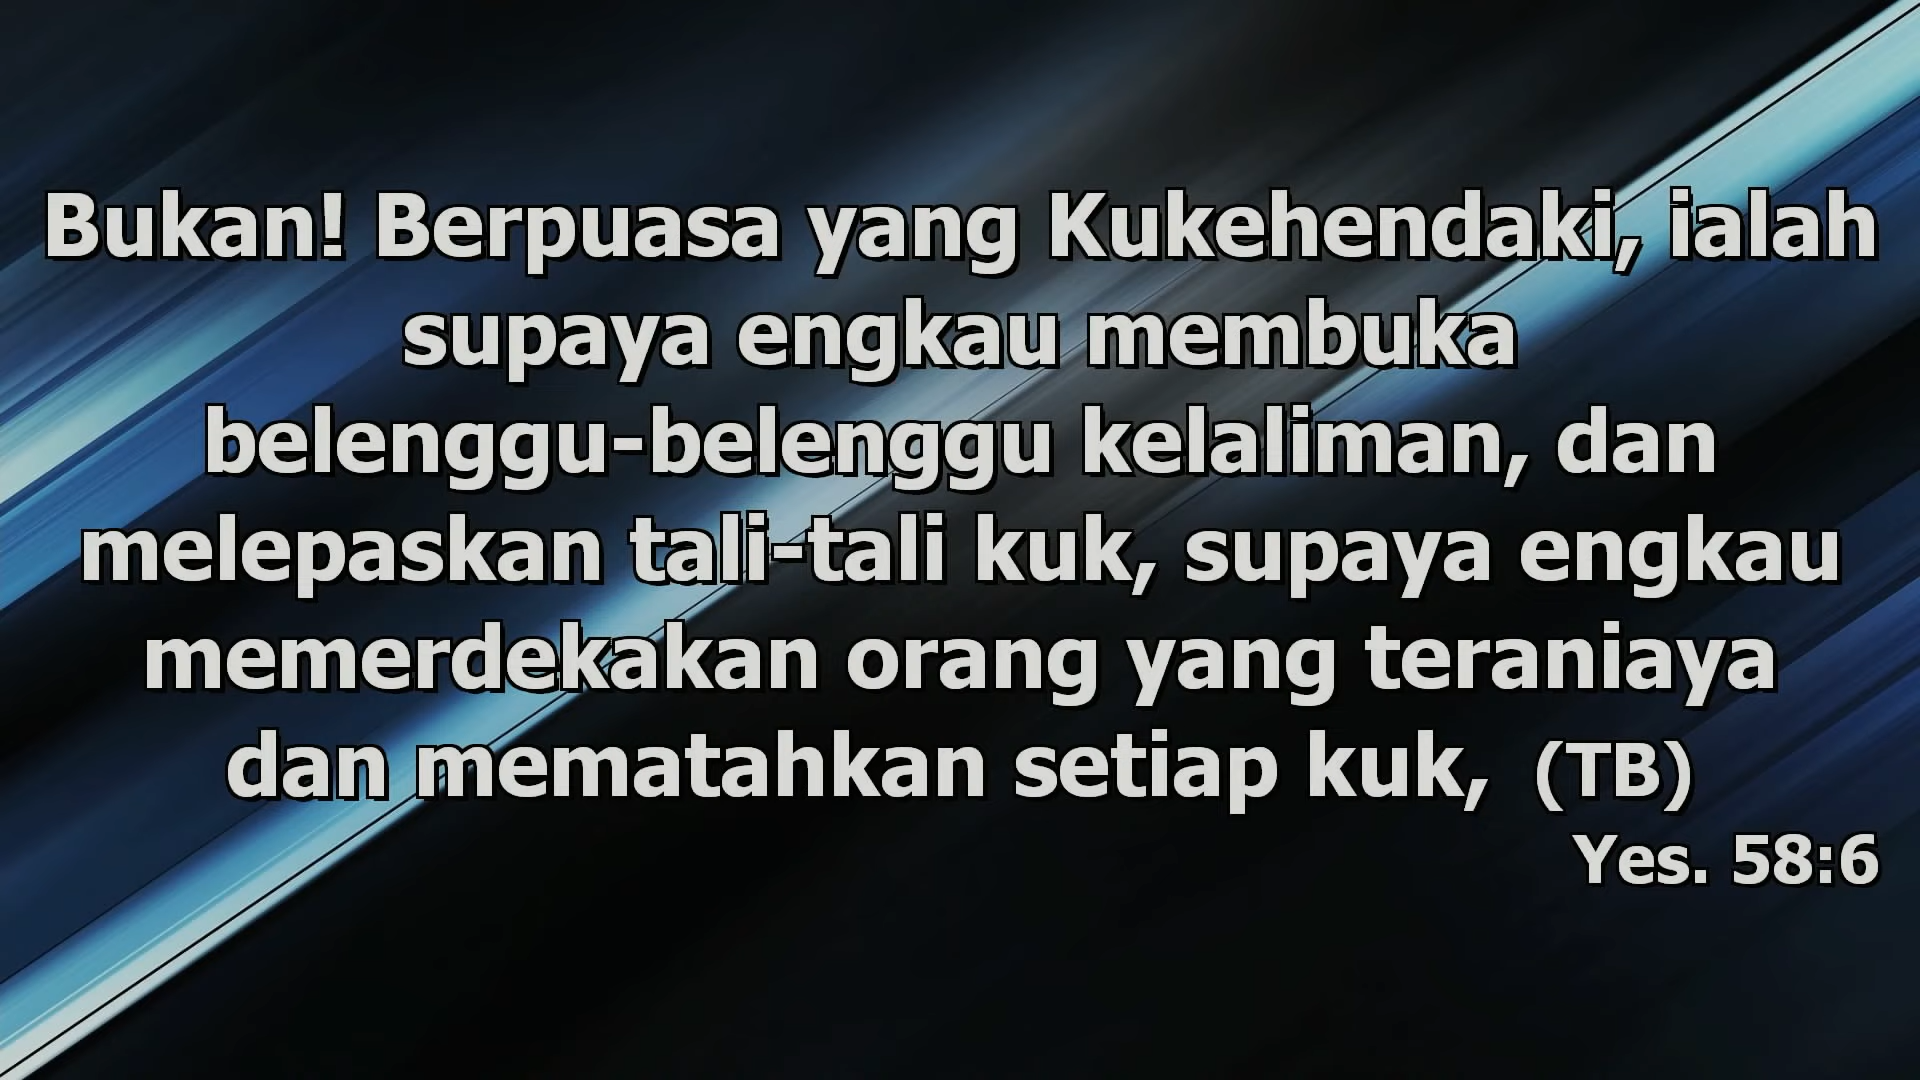 Bukan! Berpuasa yang Kukehendaki, ialah
supaya engkau membuka
belenggu-belenggu kelaliman, dan
melepaskan tali-tali kuk, supaya engkau
memerdekakan orang yang teraniaya
dan mematahkan setiap kuk, (TB)
Yes. 58:6